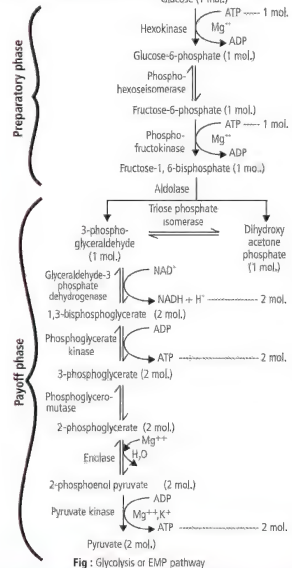 Glucose (1 mol.)
ATP ---- 1 mol.
Hexokinase
Mg++
ADP
Glucose-6-phosphate (1 mol.)
Phospho-
hexoseisomerase
Fructose-6-phosphate (1 mol.)
ATP ---- 1 mol.
Phospho-
fructokinase
Mg++
ADP
Fructose-1, 6-bisphosphate (1 mol.)
Preparatory phase
Aldolase
Triose phosphate
isomerase
3-phospho-
glyceraldehyde
(1 mol.)
Dihydroxy
acetone
phosphate
(1 mol.)
Glyceraldehyde-3
phosphate
dehydrogenase
NAD+
NADH + H+ ---- 2 mol.
1,3-bisphosphoglycerate (2 mol.)
Phosphoglycerate
kinase
ADP
ATP ---- 2 mol.
3-phosphoglycerate (2 mol.)
Phosphoglycero-
mutase
2-phosphoglycerate (2 mol.)
Mg++
Enolase
H2O
2-phosphoenol pyruvate (2 mol.)
ADP
Pyruvate kinase
Mg++,K+
ATP ---- 2 mol.
Pyruvate (2 mol.)
Payoff phase
Fig : Glycolysis or EMP pathway